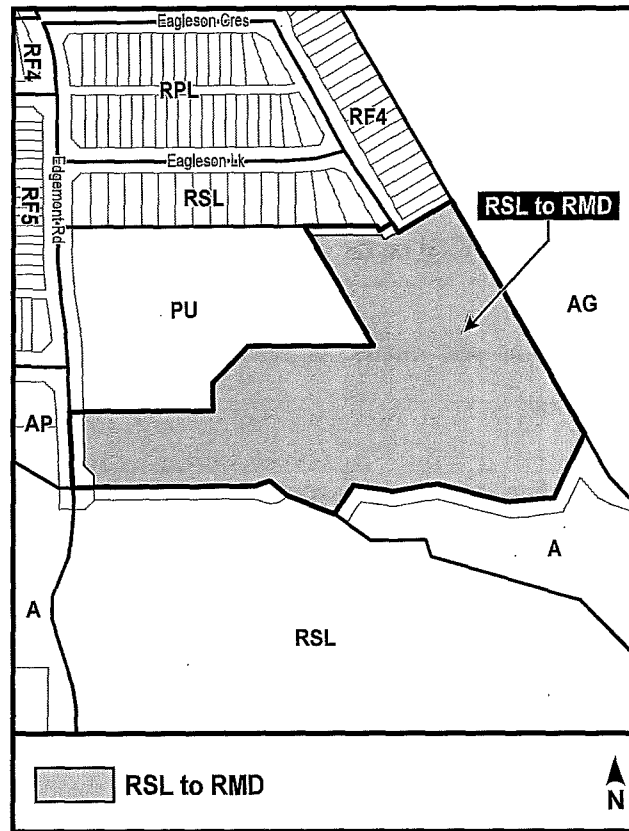 Eagleson Cres
RF4
RPL
RF4
Eagleson Lk
RF5
Edgemont Rd
RSL
RSL to RMD
PU
AG
AP
A
A
RSL
RSL to RMD
N